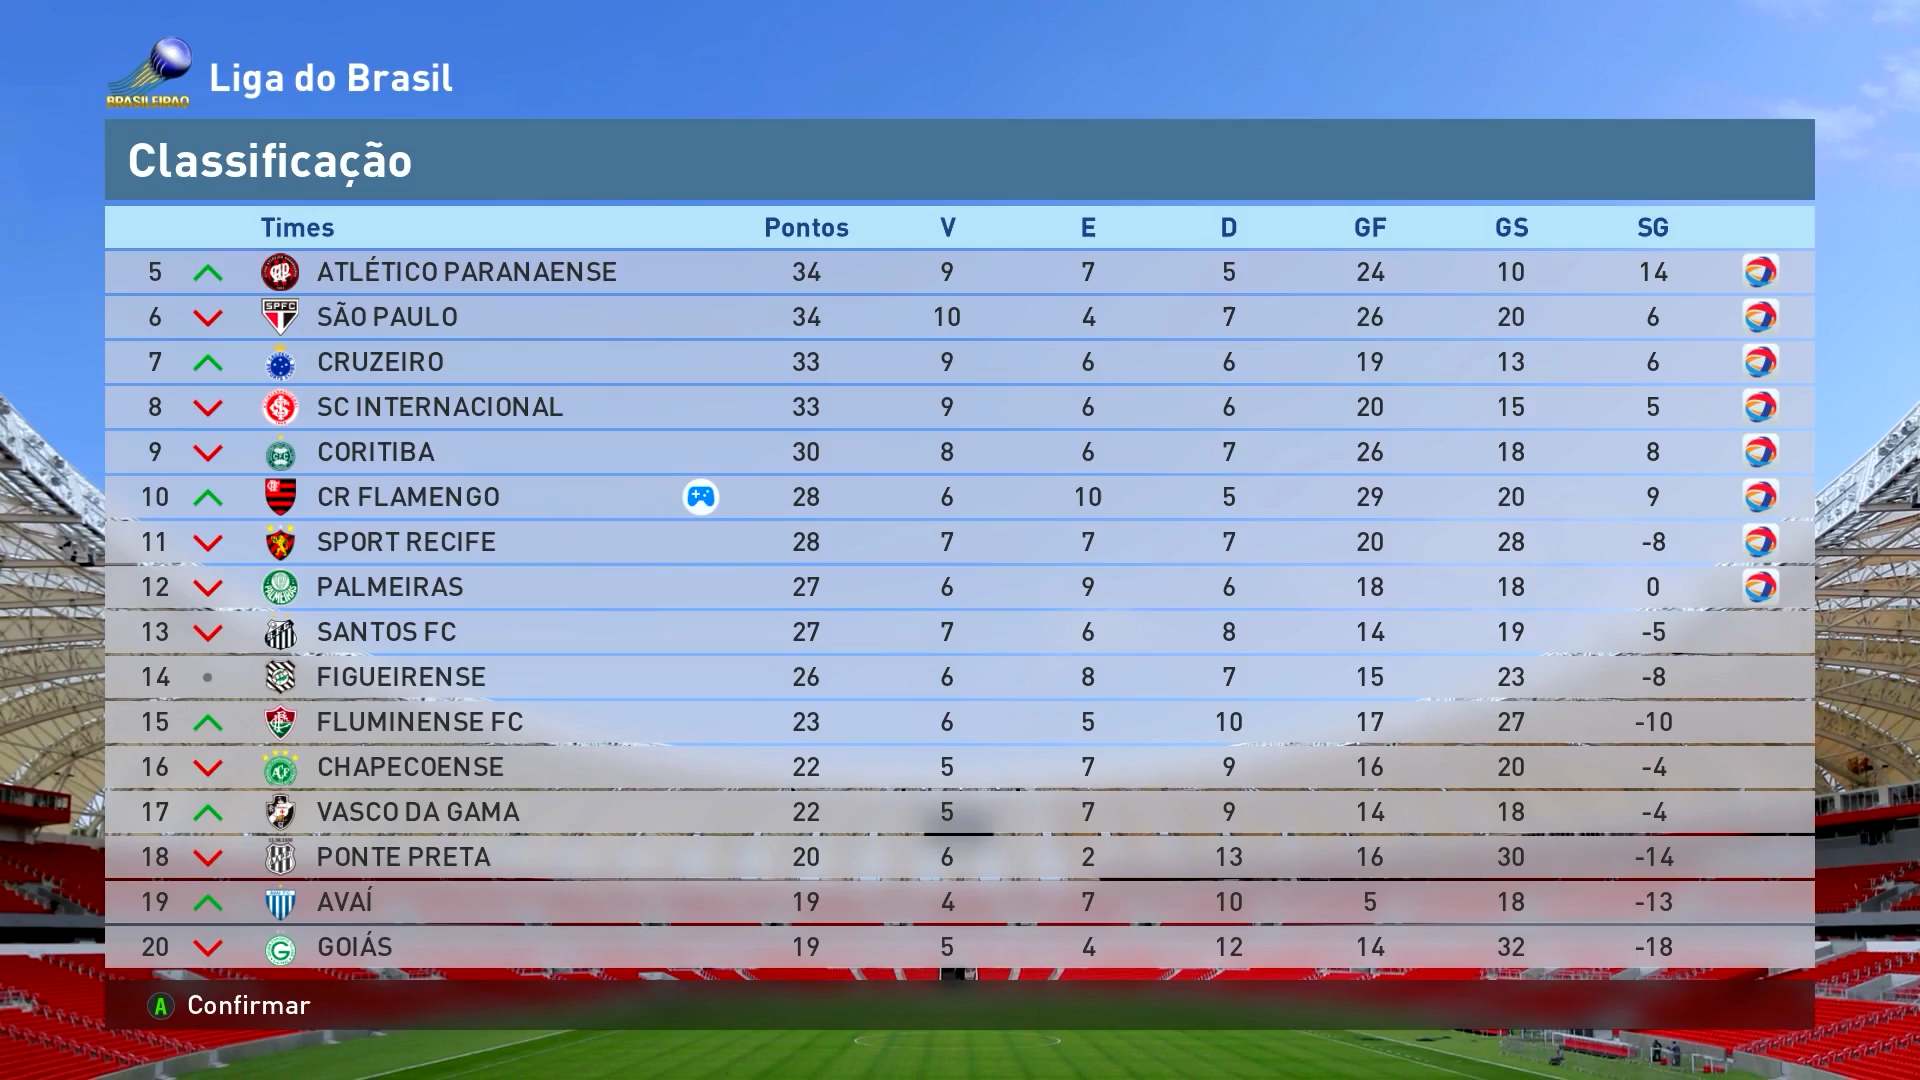 BRASILEIRAO
Liga do Brasil
Classificação
Times Pontos V E D GF GS SG
5 ATLÉTICO PARANAENSE 34 9 7 5 24 10 14
6 SÃO PAULO 34 10 4 7 26 20 6
7 CRUZEIRO 33 9 6 6 19 13 6
8 SC INTERNACIONAL 33 9 6 6 20 15 5
9 CORITIBA 30 8 6 7 26 18 8
10 CR FLAMENGO 28 6 10 5 29 20 9
11 SPORT RECIFE 28 7 7 7 20 28 -8
12 PALMEIRAS 27 6 9 6 18 18 0
13 SANTOS FC 27 7 6 8 14 19 -5
14 FIGUEIRENSE 26 6 8 7 15 23 -8
15 FLUMINENSE FC 23 6 5 10 17 27 -10
16 CHAPECOENSE 22 5 7 9 16 20 -4
17 VASCO DA GAMA 22 5 7 9 14 18 -4
18 PONTE PRETA 20 6 2 13 16 30 -14
19 AVAÍ 19 4 7 10 5 18 -13
20 GOIÁS 19 5 4 12 14 32 -18
A Confirmar